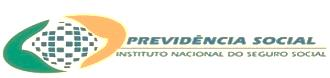 PREVIDÊNCIA SOCIAL
INSTITUTO NACIONAL DO SEGURO SOCIAL